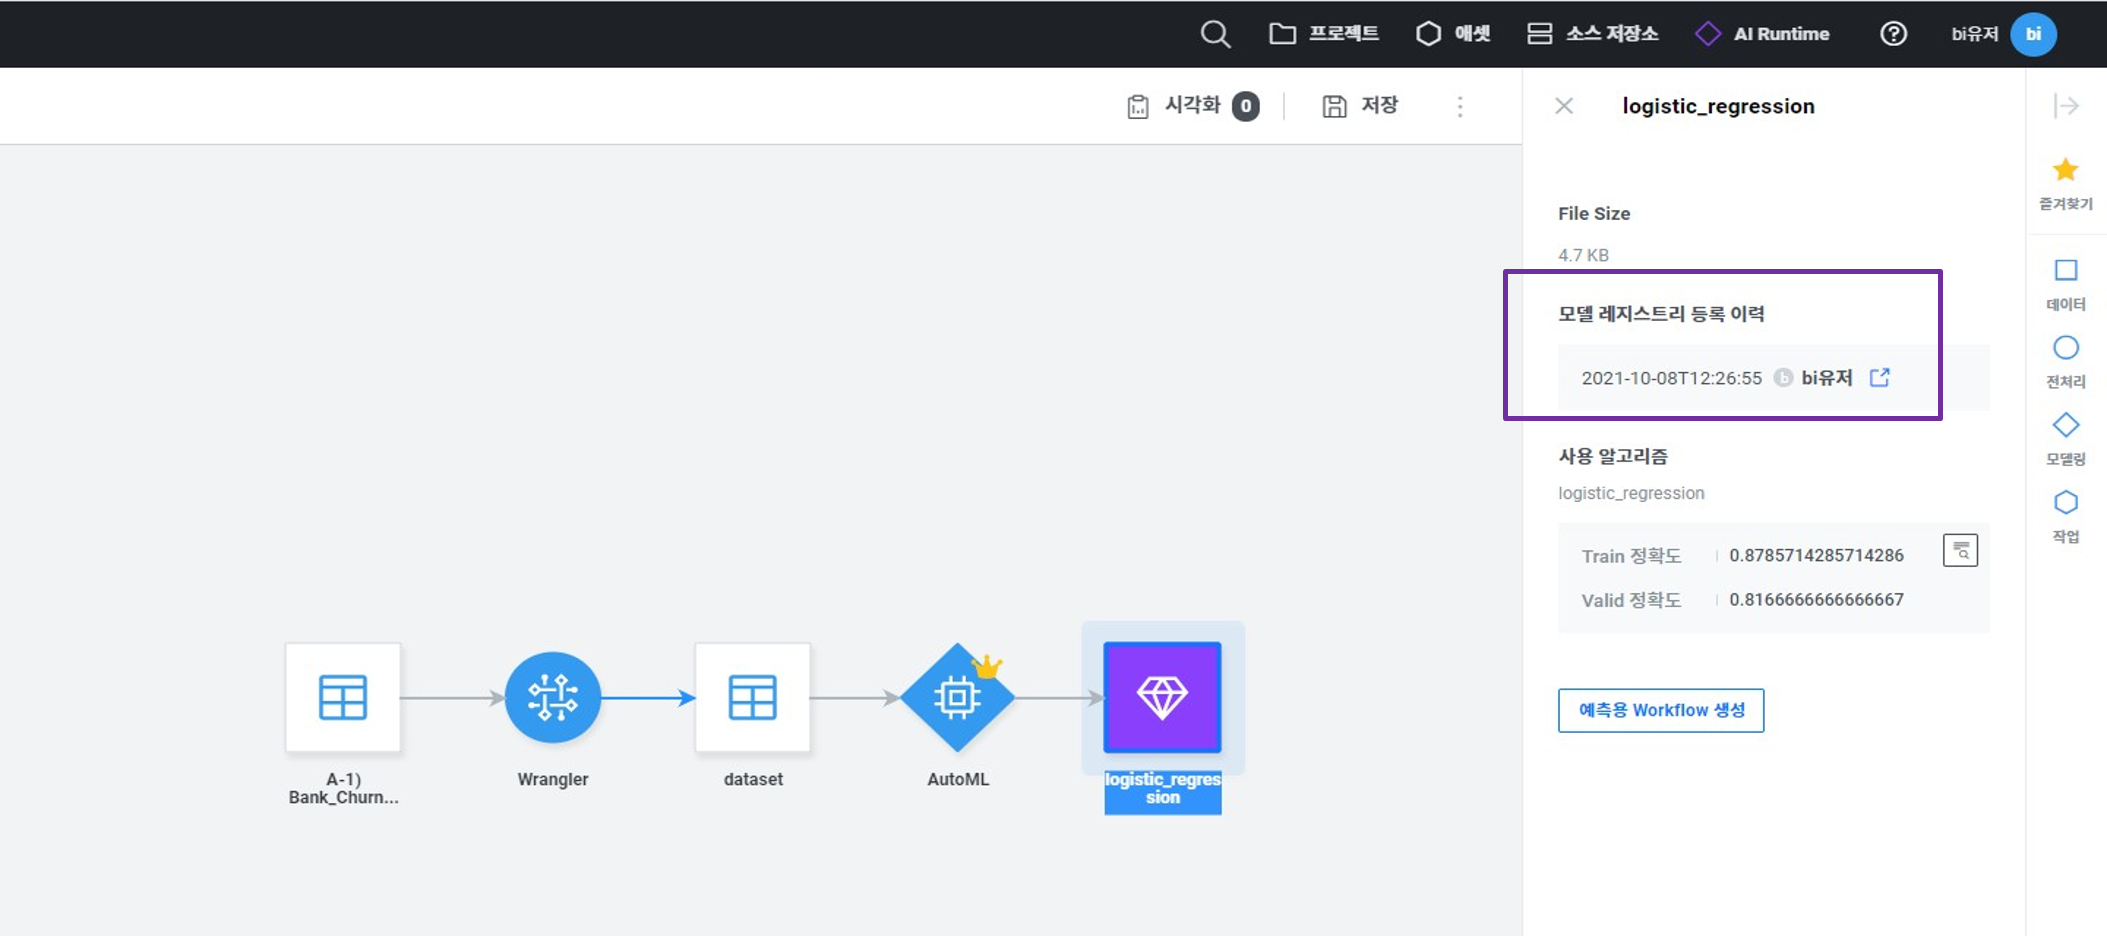 프로젝트 애셋 소스 저장소 AI Runtime bi유저 bi
시각화 0 저장
logistic_regression
즐겨찾기
File Size
4.7 KB
모델 레지스트리 등록 이력
2021-10-08T12:26:55 b bi유저
데이터
전처리
사용 알고리즘
logistic_regression
모델링
Train 정확도 0.8785714285714286
Valid 정확도 0.8166666666666667
작업
예측용 Workflow 생성
A-1)
Bank_Churn...
Wrangler
dataset
AutoML
logistic_regres
sion